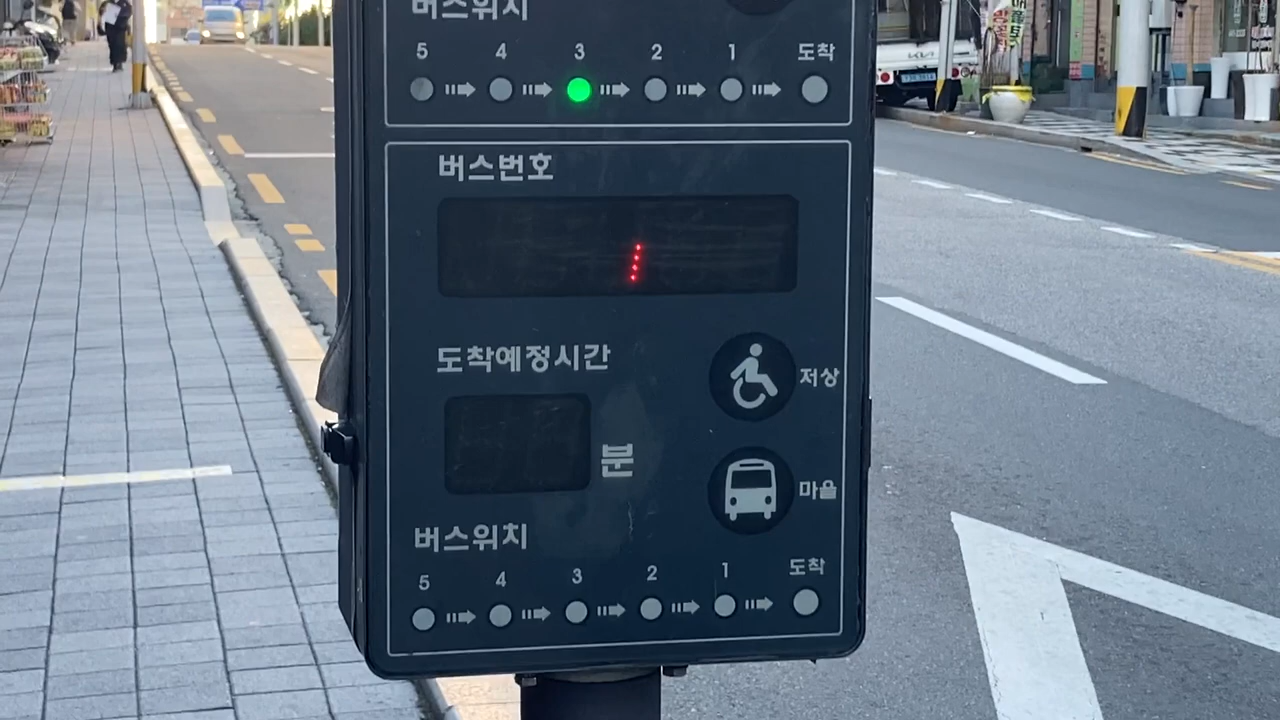 버스위치
5 4 3 2 1 도착
버스번호
도착예정시간
저상
분
마을
버스위치
5 4 3 2 1 도착